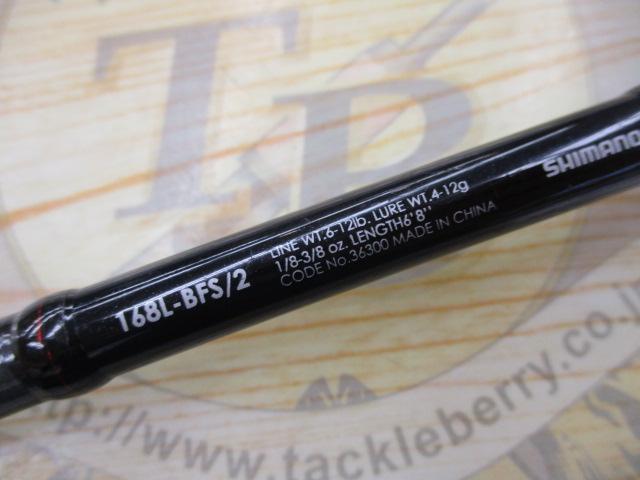 TB
SHIMANO
168L-BFS/2
LINE WT.6-12lb. LURE WT.4-12g
1/8-3/8 oz. LENGTH6'8"
CODE No.36300 MADE IN CHINA
http://www.tackleberry.co.j